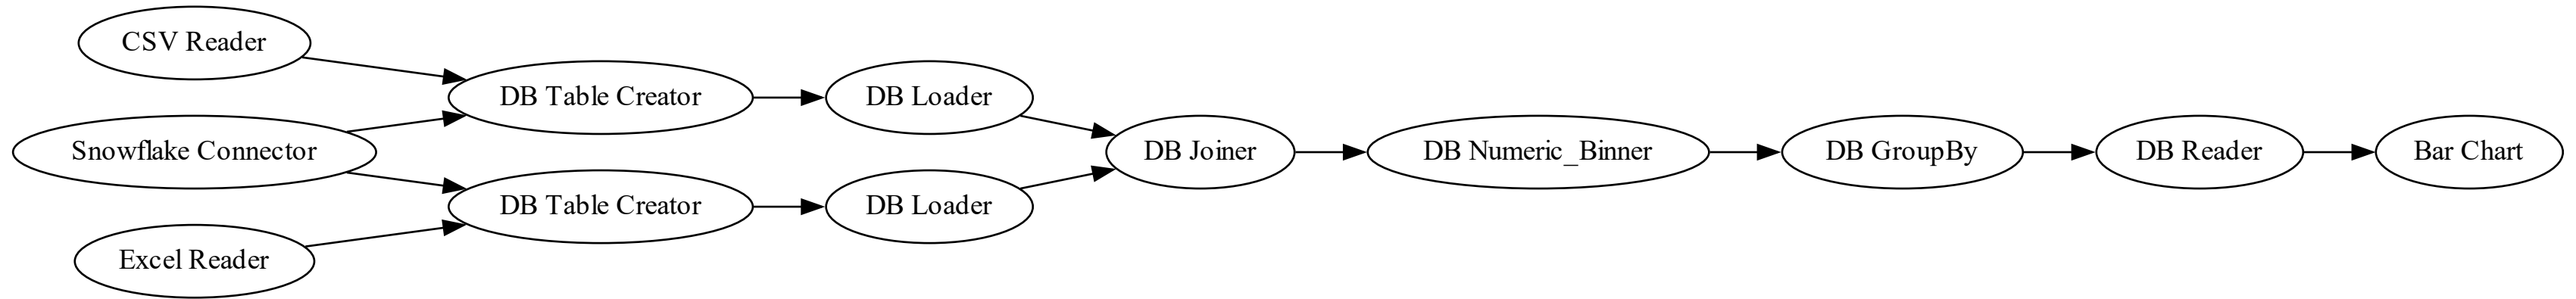 CSV Reader
Snowflake Connector
Excel Reader
DB Table Creator
DB Table Creator
DB Loader
DB Loader
DB Joiner
DB Numeric_Binner
DB GroupBy
DB Reader
Bar Chart